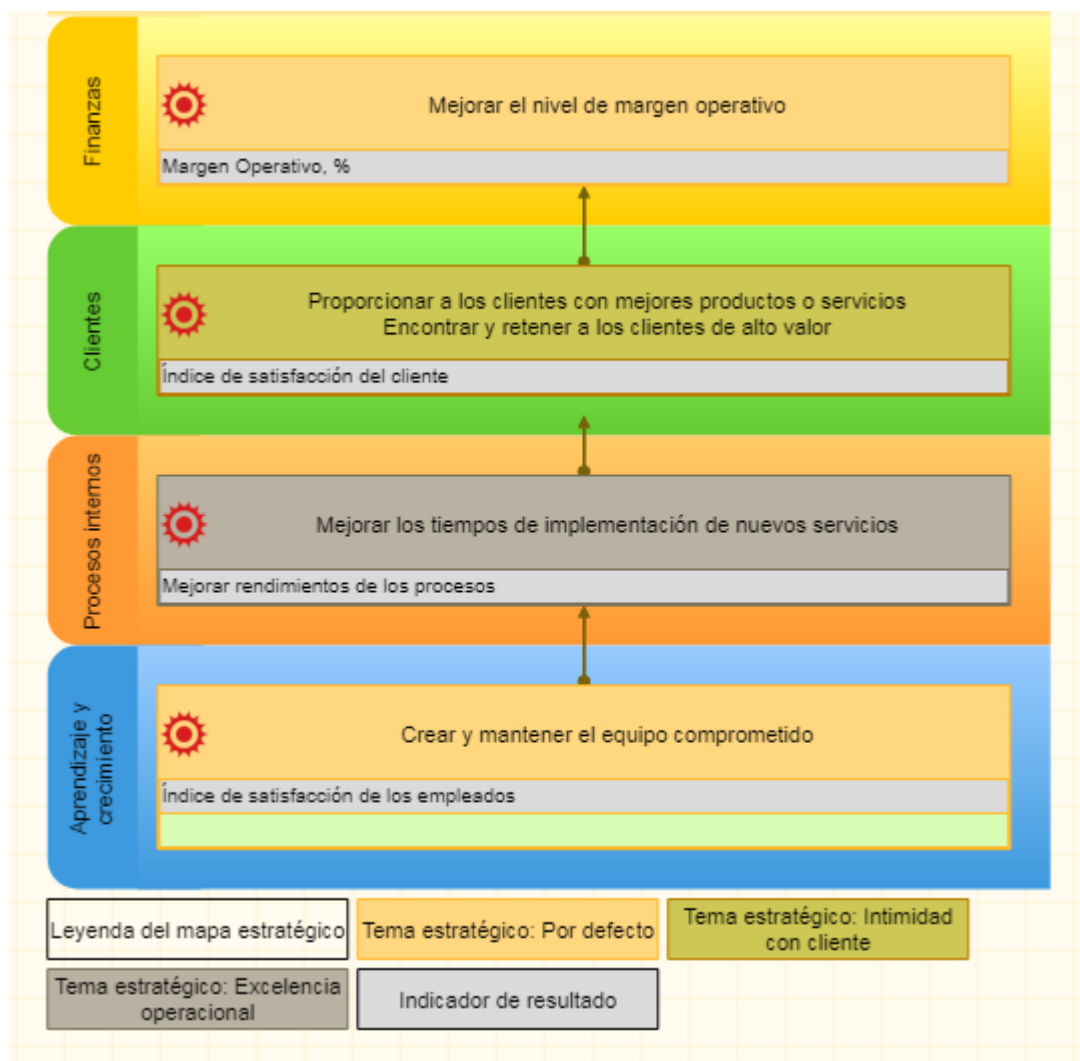 Finanzas
Mejorar el nivel de margen operativo
Margen Operativo, %
Clientes
Proporcionar a los clientes con mejores productos o servicios
Encontrar y retener a los clientes de alto valor
Índice de satisfacción del cliente
Procesos internos
Mejorar los tiempos de implementación de nuevos servicios
Mejorar rendimientos de los procesos
Aprendizaje y
crecimiento
Crear y mantener el equipo comprometido
Índice de satisfacción de los empleados
Leyenda del mapa estratégico
Tema estratégico: Por defecto
Tema estratégico: Intimidad
con cliente
Tema estratégico: Excelencia
operacional
Indicador de resultado